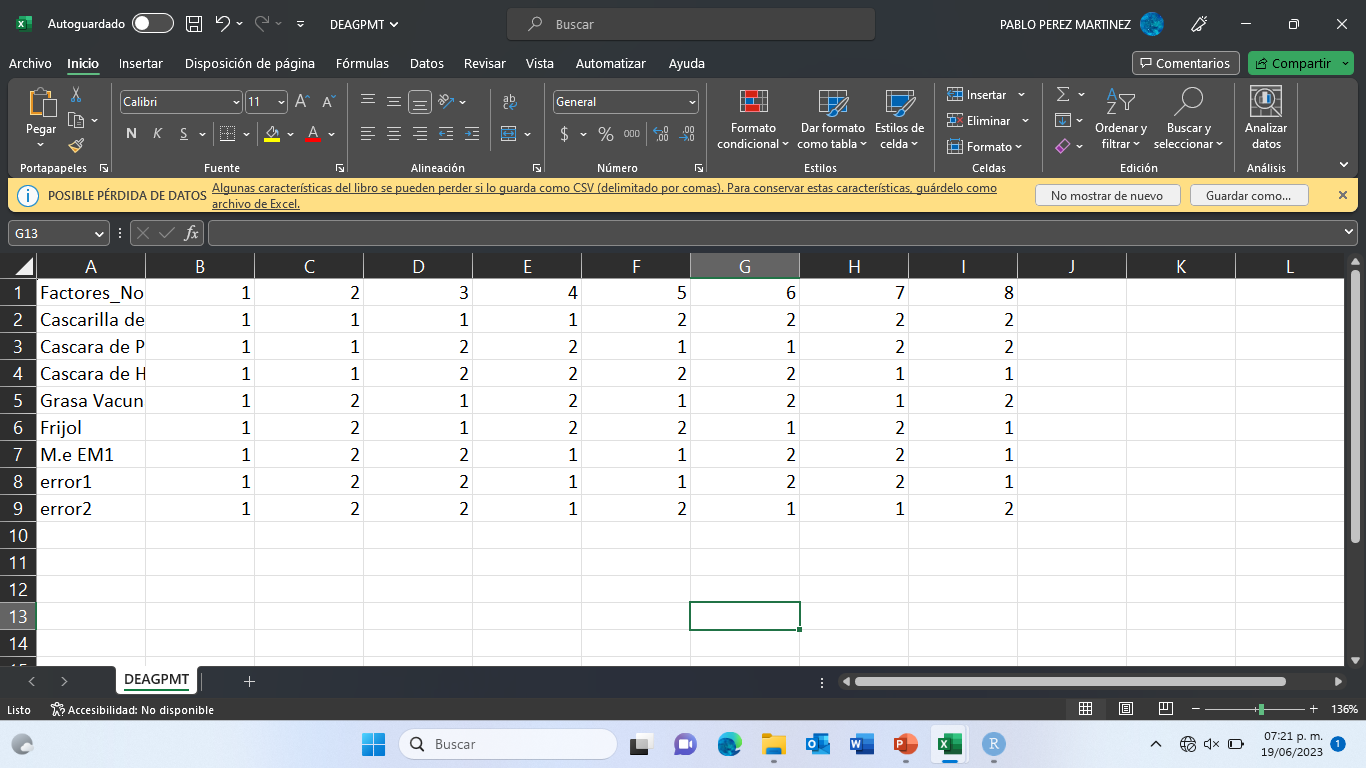 Autoguardado DEAGPMT Buscar PABLO PEREZ MARTINEZ
Archivo Inicio Insertar Disposición de página Fórmulas Datos Revisar Vista Automatizar Ayuda Comentarios Compartir
Pegar
Portapapeles
Calibri 11
N K S A
Fuente
ab
Alineación
General
$ % 000
Número
Formato condicional
Dar formato como tabla
Estilos de celda
Estilos
Insertar
Eliminar
Formato
Celdas
Ordenar y filtrar
Buscar y seleccionar
Edición
Analizar datos
Análisis
POSIBLE PÉRDIDA DE DATOS Algunas características del libro se pueden perder si lo guarda como CSV (delimitado por comas). Para conservar estas características, guárdelo como
archivo de Excel.
No mostrar de nuevo Guardar como...
G13 fx
A B C D E F G H I J K L
1 Factores_No 1 2 3 4 5 6 7 8
2 Cascarilla de 1 1 1 1 2 2 2 2
3 Cascara de P 1 1 2 2 1 1 2 2
4 Cascara de H 1 1 2 2 2 2 1 1
5 Grasa Vacun 1 2 1 2 1 2 1 2
6 Frijol 1 2 1 2 2 1 2 1
7 M.e EM1 1 2 2 1 1 2 2 1
8 error1 1 2 2 1 1 2 2 1
9 error2 1 2 2 1 2 1 1 2
10
11
12
13
14
DEAGPMT
Listo Accesibilidad: No disponible 136%
Buscar 07:21 p. m.
19/06/2023 1